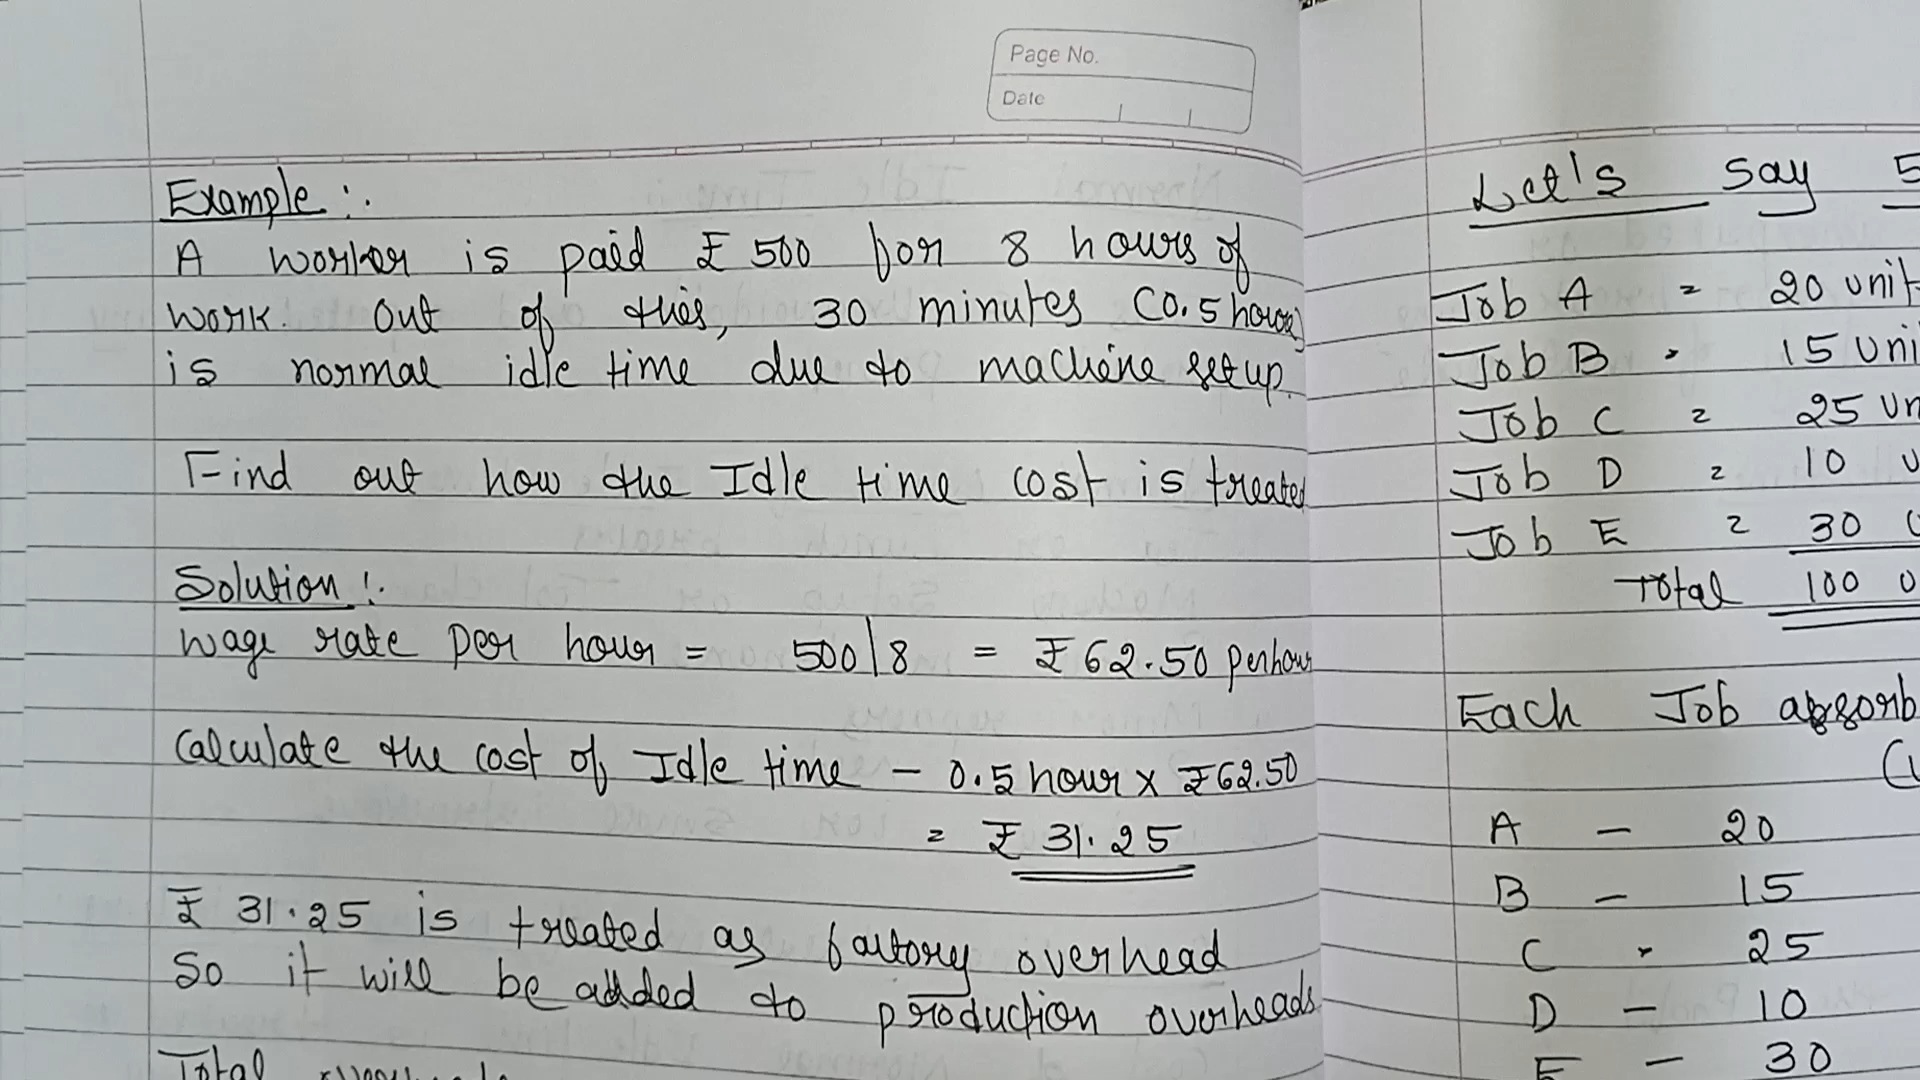 Page No.
Date
Example :.
A worker is paid ₹ 500 for 8 hours of
work. Out of this, 30 minutes (0.5 hours)
is normal idle time due to machine setup.
Find out how the Idle time cost is treated
Solution :.
Wage rate per hour = 500/8 = ₹ 62.50 per hour
Calculate the cost of Idle time - 0.5 hour x ₹62.50
= ₹ 31.25
₹ 31.25 is treated as factory overhead
So it will be added to production overheads.
Total
Let's say 5
Job A = 20 unit
Job B = 15 uni
Job C = 25 un
Job D = 10 u
Job E = 30
Total 100 u
Each Job absorb
A - 20
B - 15
C - 25
D - 10
E - 30